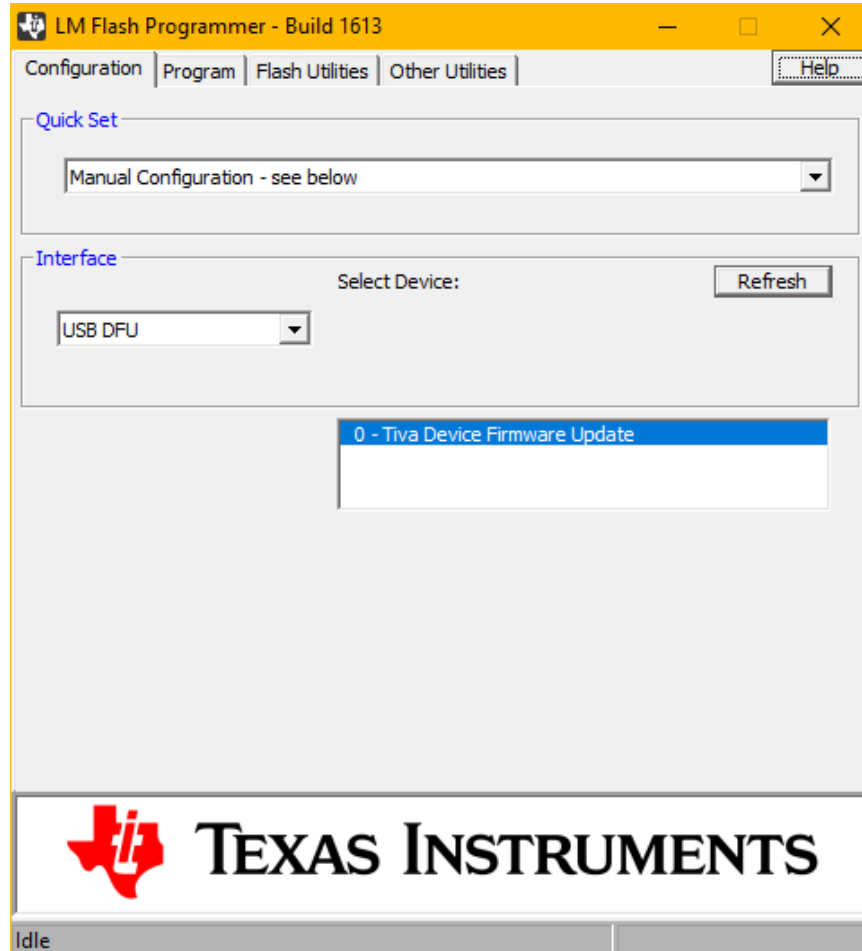 LM Flash Programmer - Build 1613
Configuration Program Flash Utilities Other Utilities Help
Quick Set
Manual Configuration - see below
Interface
Select Device: Refresh
USB DFU
0 - Tiva Device Firmware Update
TEXAS INSTRUMENTS
Idle